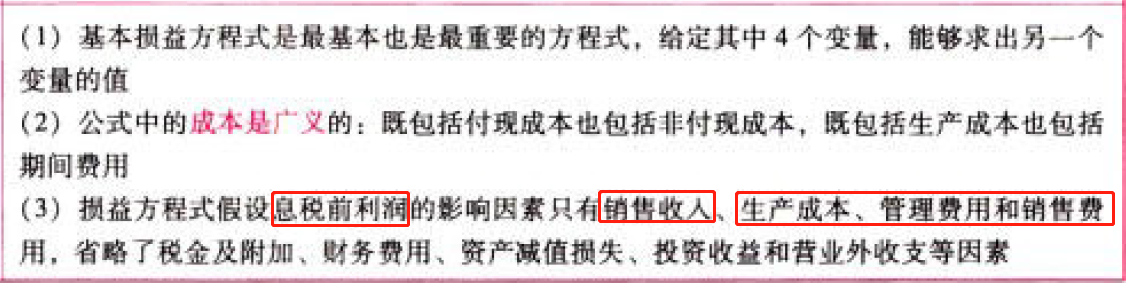 (1) 基本损益方程式是最基本也是最重要的方程式，给定其中 4 个变量，能够求出另一个
变量的值
(2) 公式中的成本是广义的：既包括付现成本也包括非付现成本，既包括生产成本也包括
期间费用
(3) 损益方程式假设息税前利润的影响因素只有销售收入、生产成本、管理费用和销售费
用，省略了税金及附加、财务费用、资产减值损失、投资收益和营业外收支等因素